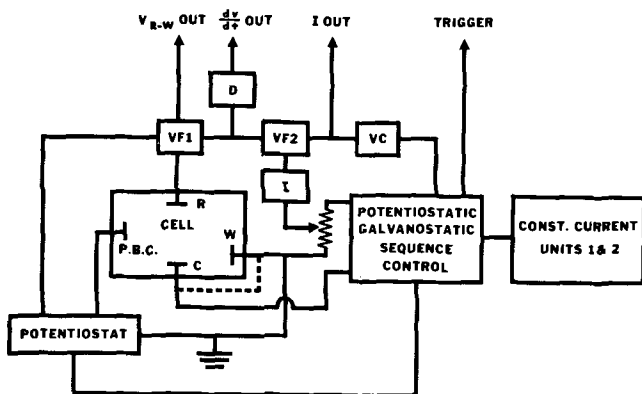 V R-W OUT
dv/dt OUT
I OUT
TRIGGER
D
VF1
VF2
VC
I
R
CELL
W
P.B.C.
C
POTENTIOSTATIC
GALVANOSTATIC
SEQUENCE
CONTROL
CONST. CURRENT
UNITS 1 & 2
POTENTIOSTAT